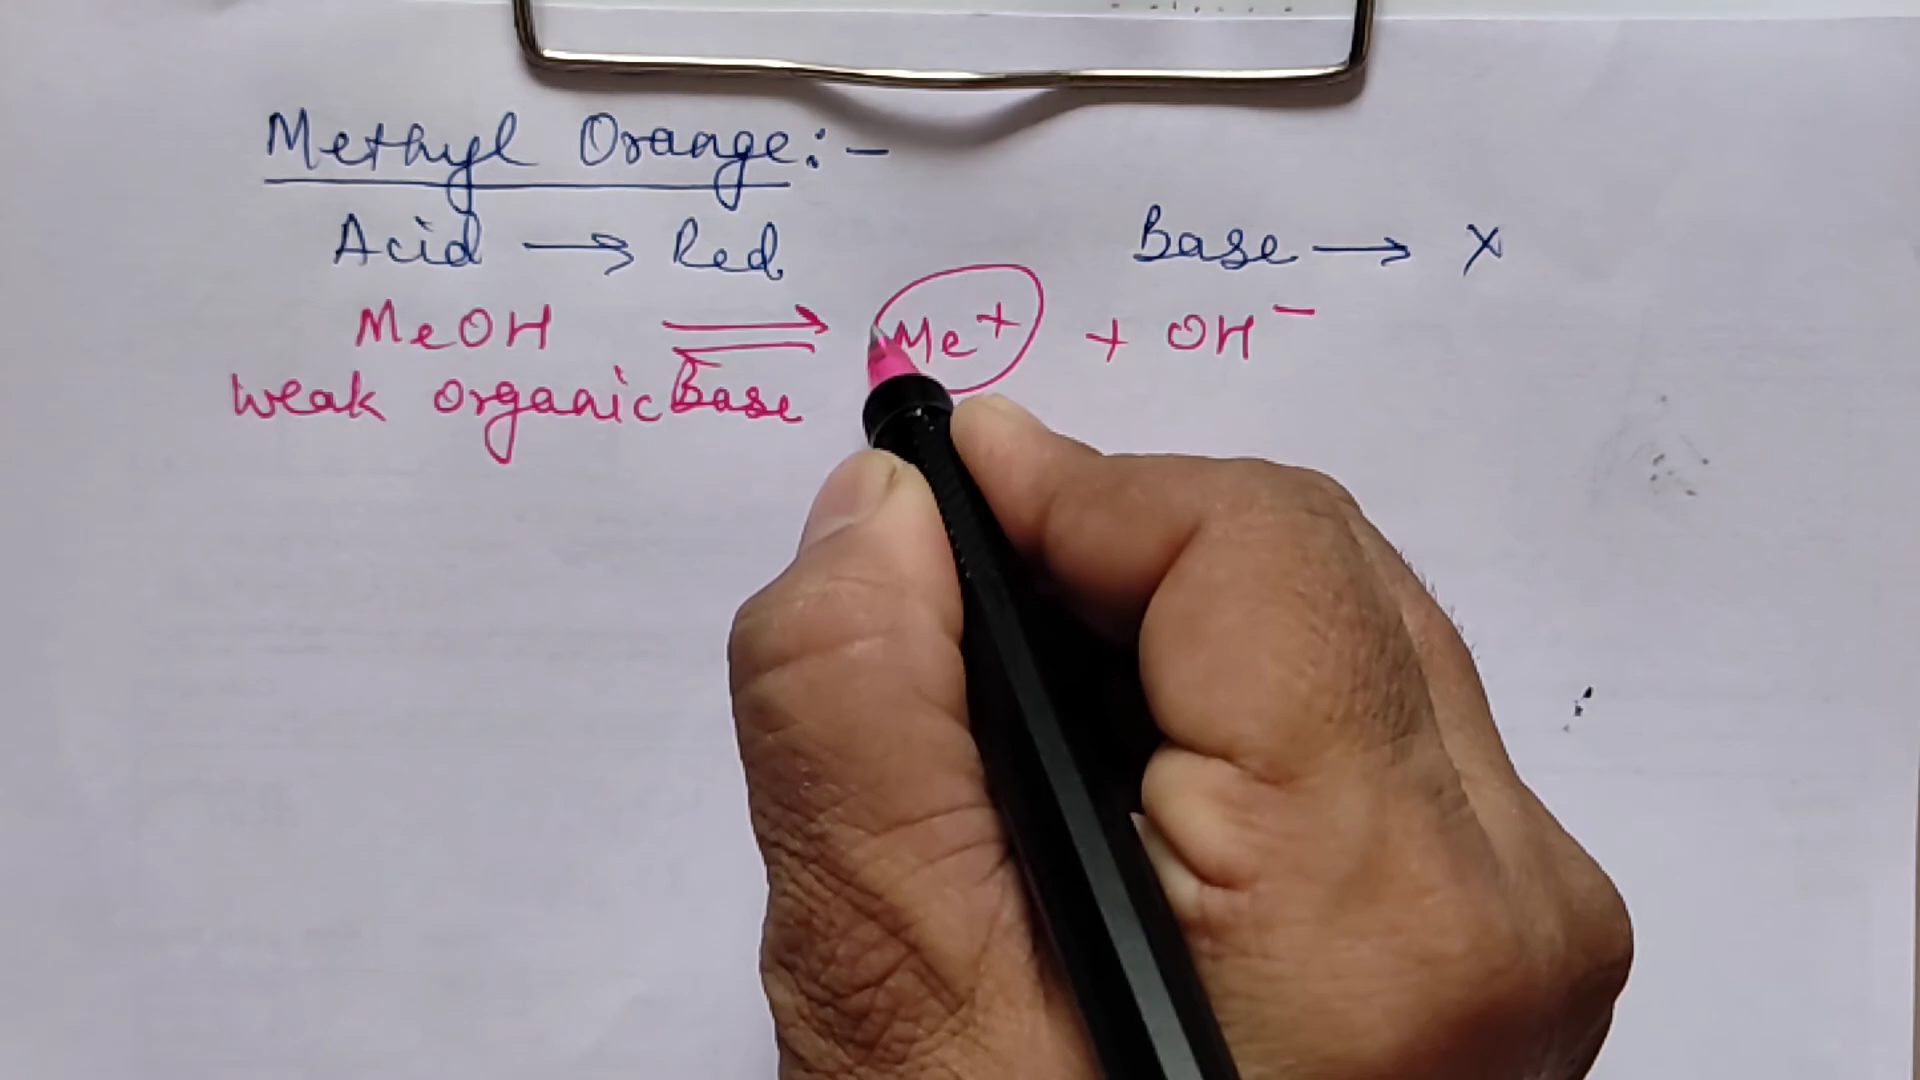 Methyl Orange:-
Acid → Red Base → X
MeOH ⇌ Me⁺ + OH⁻
weak organic Base